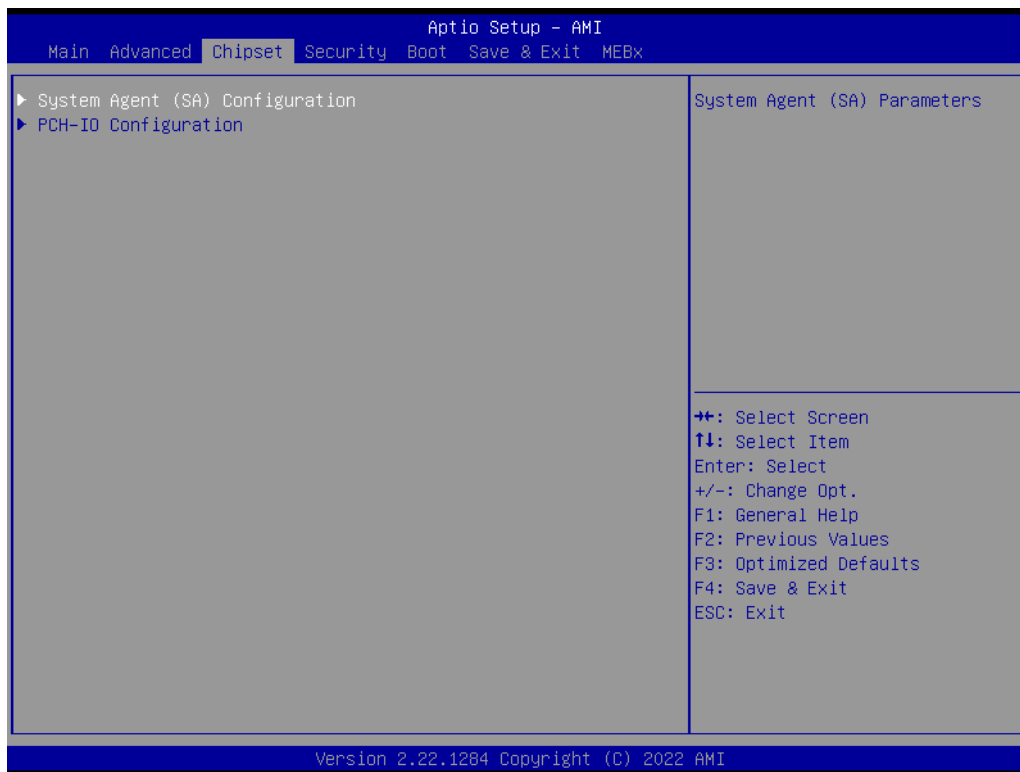 Aptio Setup – AMI
Main Advanced Chipset Security Boot Save & Exit MEBx
▶ System Agent (SA) Configuration
▶ PCH-IO Configuration
System Agent (SA) Parameters
→←: Select Screen
↑↓: Select Item
Enter: Select
+/-: Change Opt.
F1: General Help
F2: Previous Values
F3: Optimized Defaults
F4: Save & Exit
ESC: Exit
Version 2.22.1284 Copyright (C) 2022 AMI